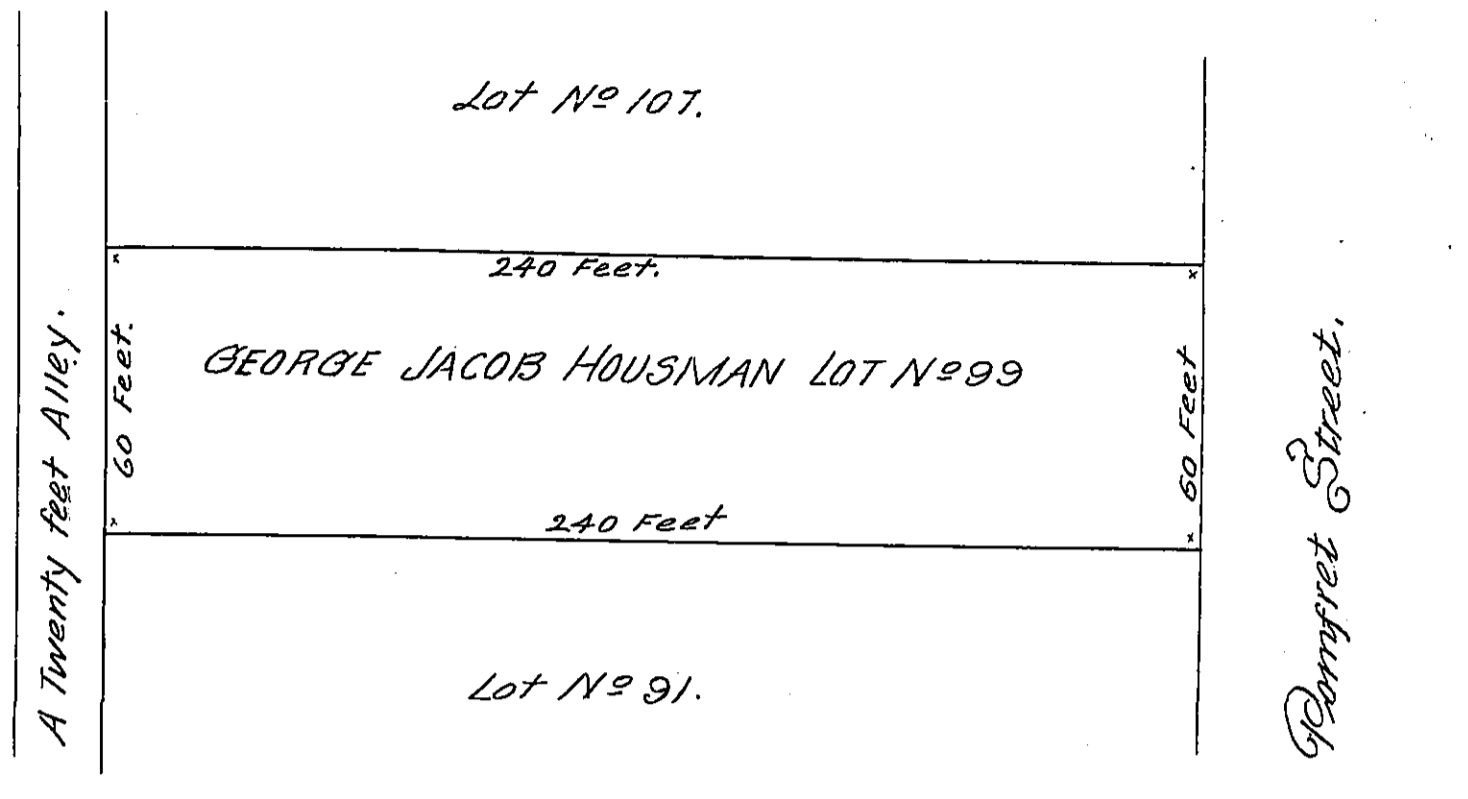 Lot Nº 107.
240 Feet.
A Twenty feet Alley.
60 Feet.
GEORGE JACOB HOUSMAN LOT Nº 99
60 Feet
Pomfret Street.
240 Feet
Lot Nº 91.